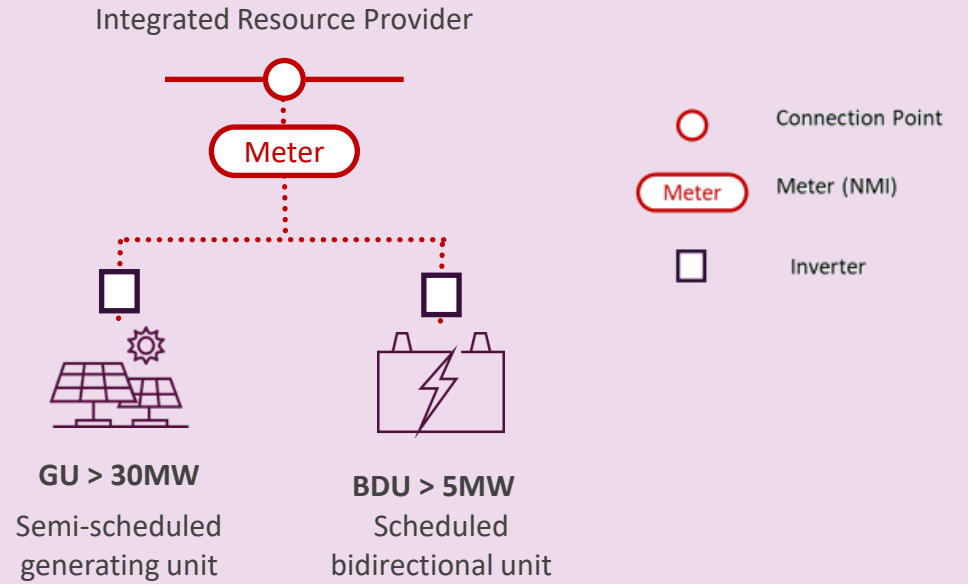 Integrated Resource Provider
Meter
GU > 30MW
Semi-scheduled
generating unit
BDU > 5MW
Scheduled
bidirectional unit
Connection Point
Meter
Meter (NMI)
Inverter